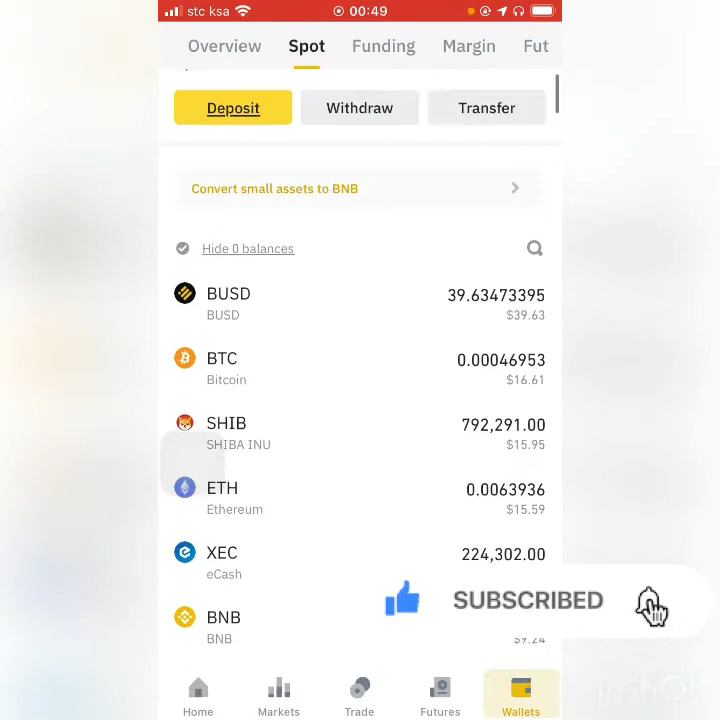 stc ksa 00:49
Overview Spot Funding Margin Fut
Deposit Withdraw Transfer
Convert small assets to BNB
Hide 0 balances
BUSD 39.63473395
BUSD $39.63
BTC 0.00046953
Bitcoin $16.61
SHIB 792,291.00
SHIBA INU $15.95
ETH 0.0063936
Ethereum $15.59
XEC 224,302.00
eCash
SUBSCRIBED
BNB
BNB $9.24
Home Markets Trade Futures Wallets
InShOt